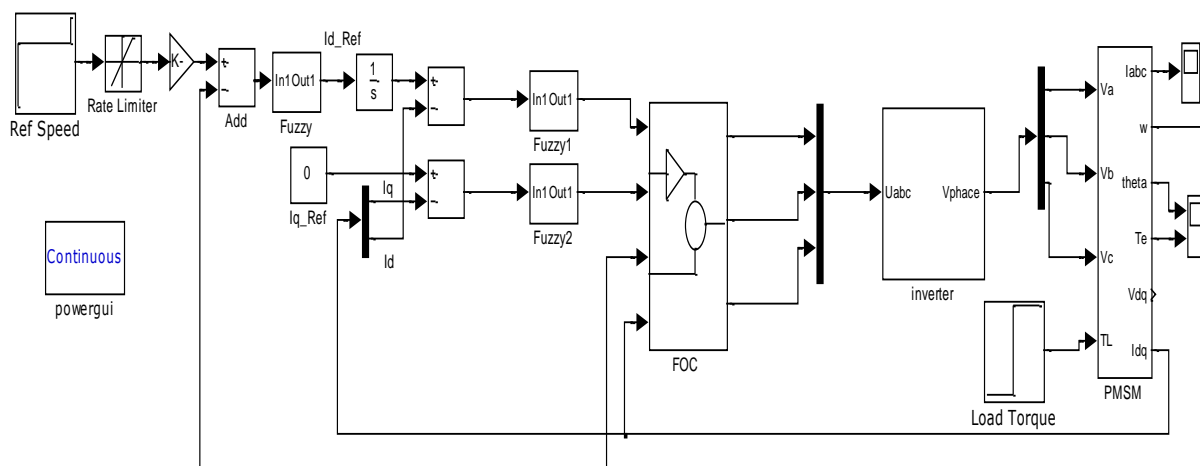 Ref Speed
Rate Limiter
K-
+
-
Add
In1 Out1
Fuzzy
Id_Ref
1
s
+
-
In1 Out1
Fuzzy1
0
Iq_Ref
Iq
Id
+
-
In1 Out1
Fuzzy2
Continuous
powergui
FOC
Uabc
Vphace
inverter
Load Torque
Va
Vb
Vc
TL
Iabc
w
theta
Te
Vdq
Idq
PMSM